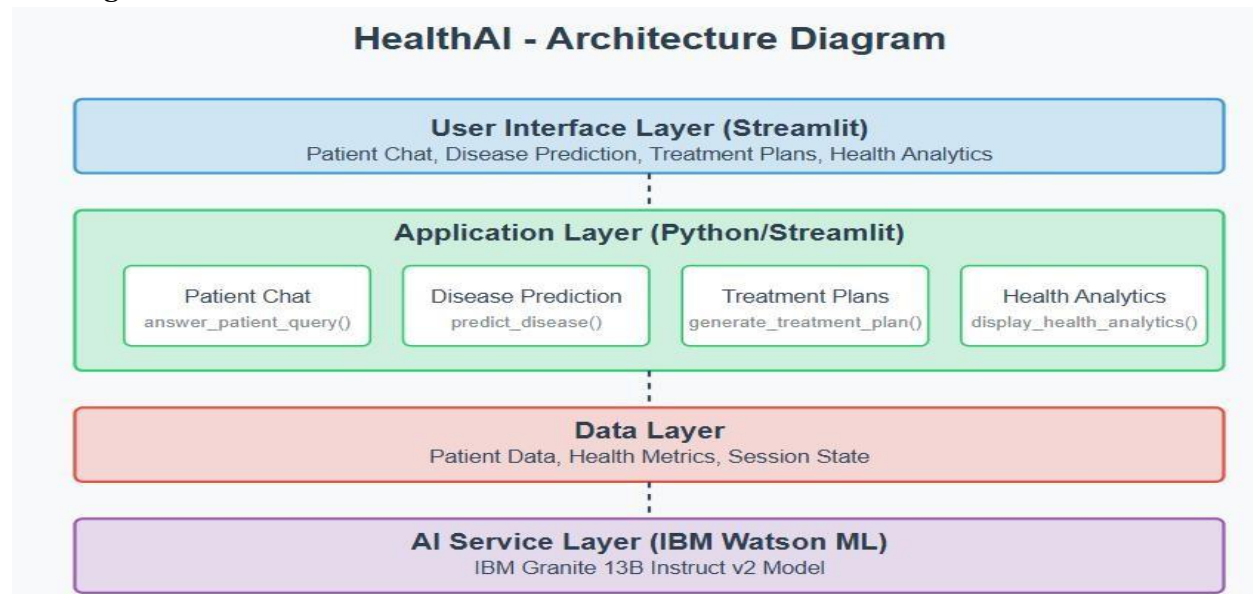 HealthAI - Architecture Diagram
User Interface Layer (Streamlit)
Patient Chat, Disease Prediction, Treatment Plans, Health Analytics
Application Layer (Python/Streamlit)
Patient Chat
answer_patient_query()
Disease Prediction
predict_disease()
Treatment Plans
generate_treatment_plan()
Health Analytics
display_health_analytics()
Data Layer
Patient Data, Health Metrics, Session State
AI Service Layer (IBM Watson ML)
IBM Granite 13B Instruct v2 Model